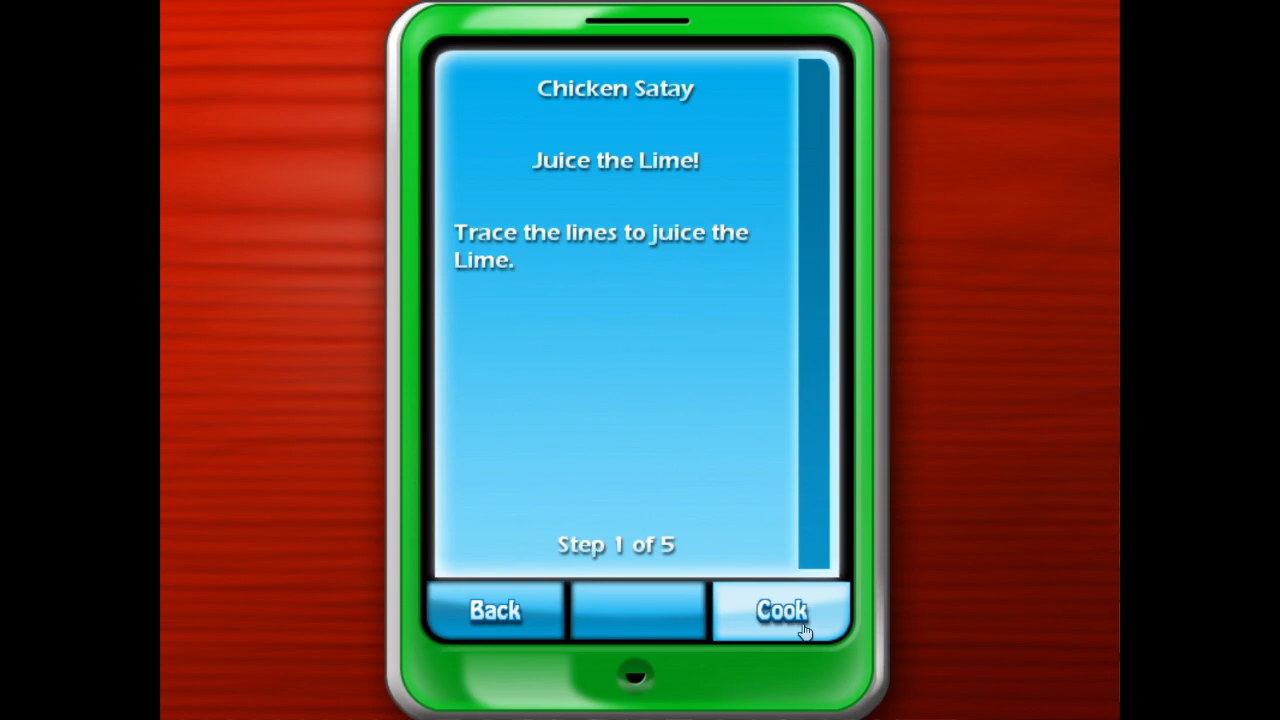 Chicken Satay
Juice the Lime!
Trace the lines to juice the
Lime.
Step 1 of 5
Back
Cook